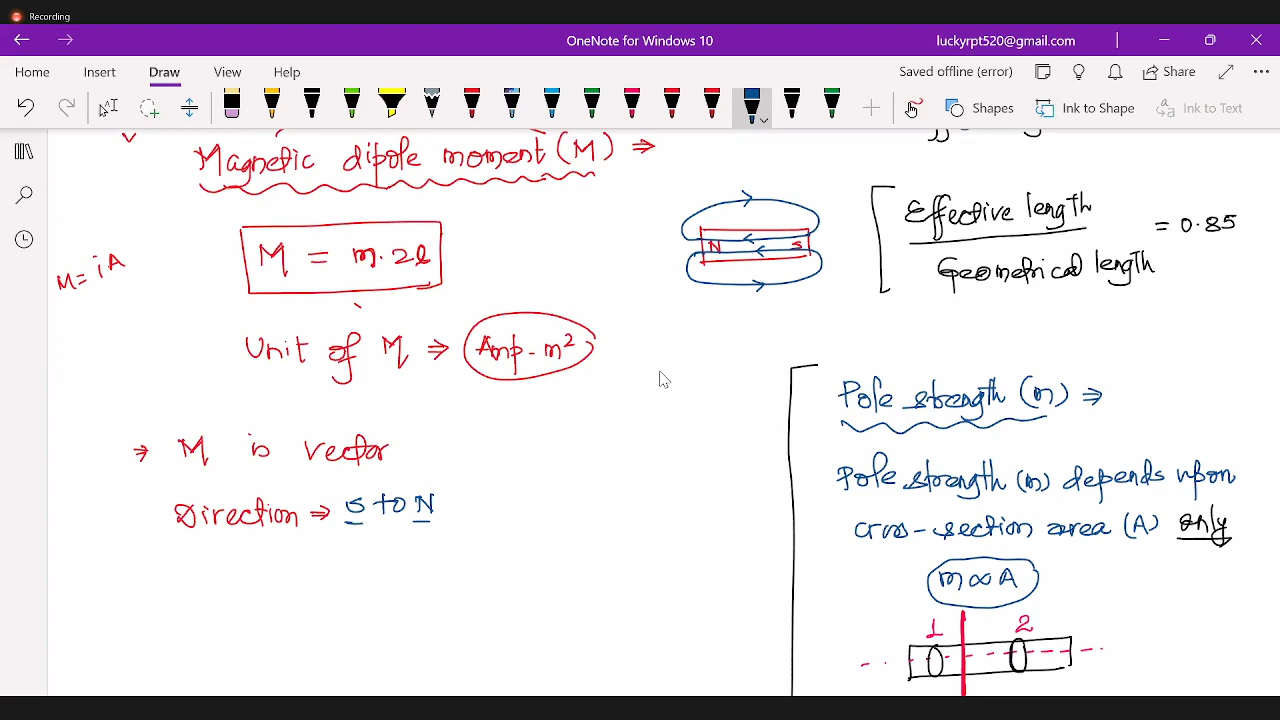 Recording
OneNote for Windows 10
luckyrpt520@gmail.com
Home Insert Draw View Help
Saved offline (error)
Share
Shapes
Ink to Shape
Ink to Text
Magnetic dipole moment (M) ⇒
M = m.2l
M = iA
Unit of M ⇒ Amp-m²
→ M is vector
Direction ⇒ S to N
N S
Effective length
Geometrical length
= 0.85
Pole strength (m) ⇒
Pole strength (m) depends upon
cross-section area (A) only
m ∝ A
1 2